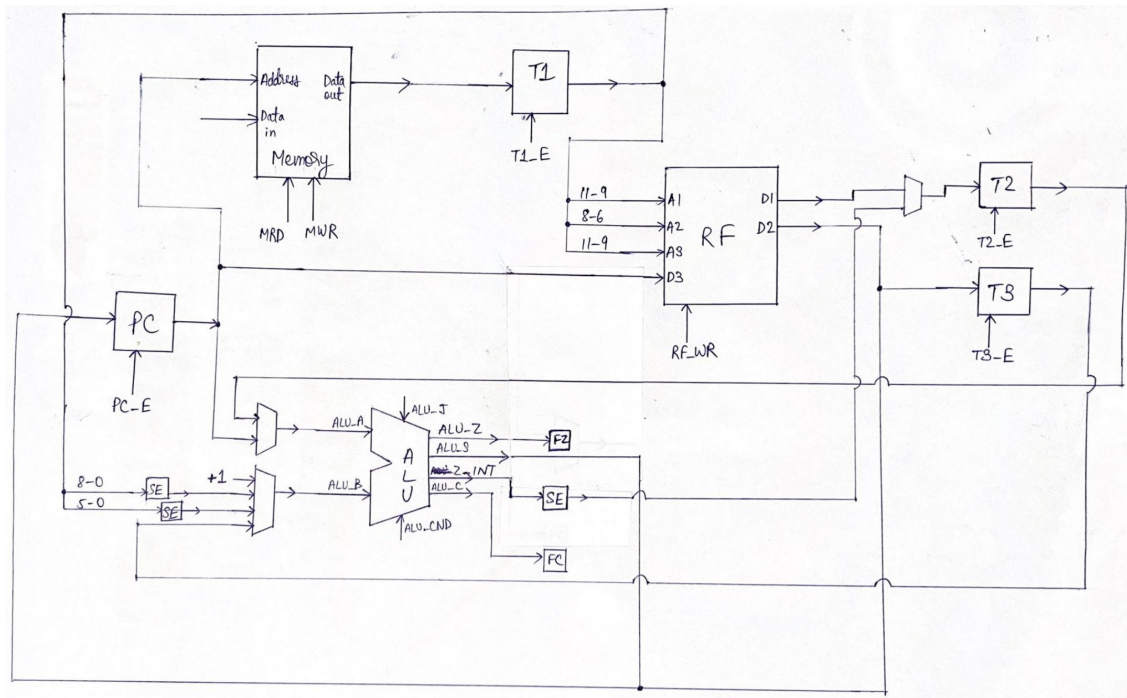 Address
Data out
Data in
Memory
MRD
MWR
T1
T1_E
11-9
8-6
11-9
A1
A2
A3
D3
D1
D2
RF
RF_WR
T2
T2_E
T3
T3_E
PC
PC_E
ALU_J
ALU_A
ALU_B
ALU
ALU_Z
ALU_S
Z_INT
ALU_C
ALU_CND
FZ
SE
FC
8-0
SE
+1
5-0
SE